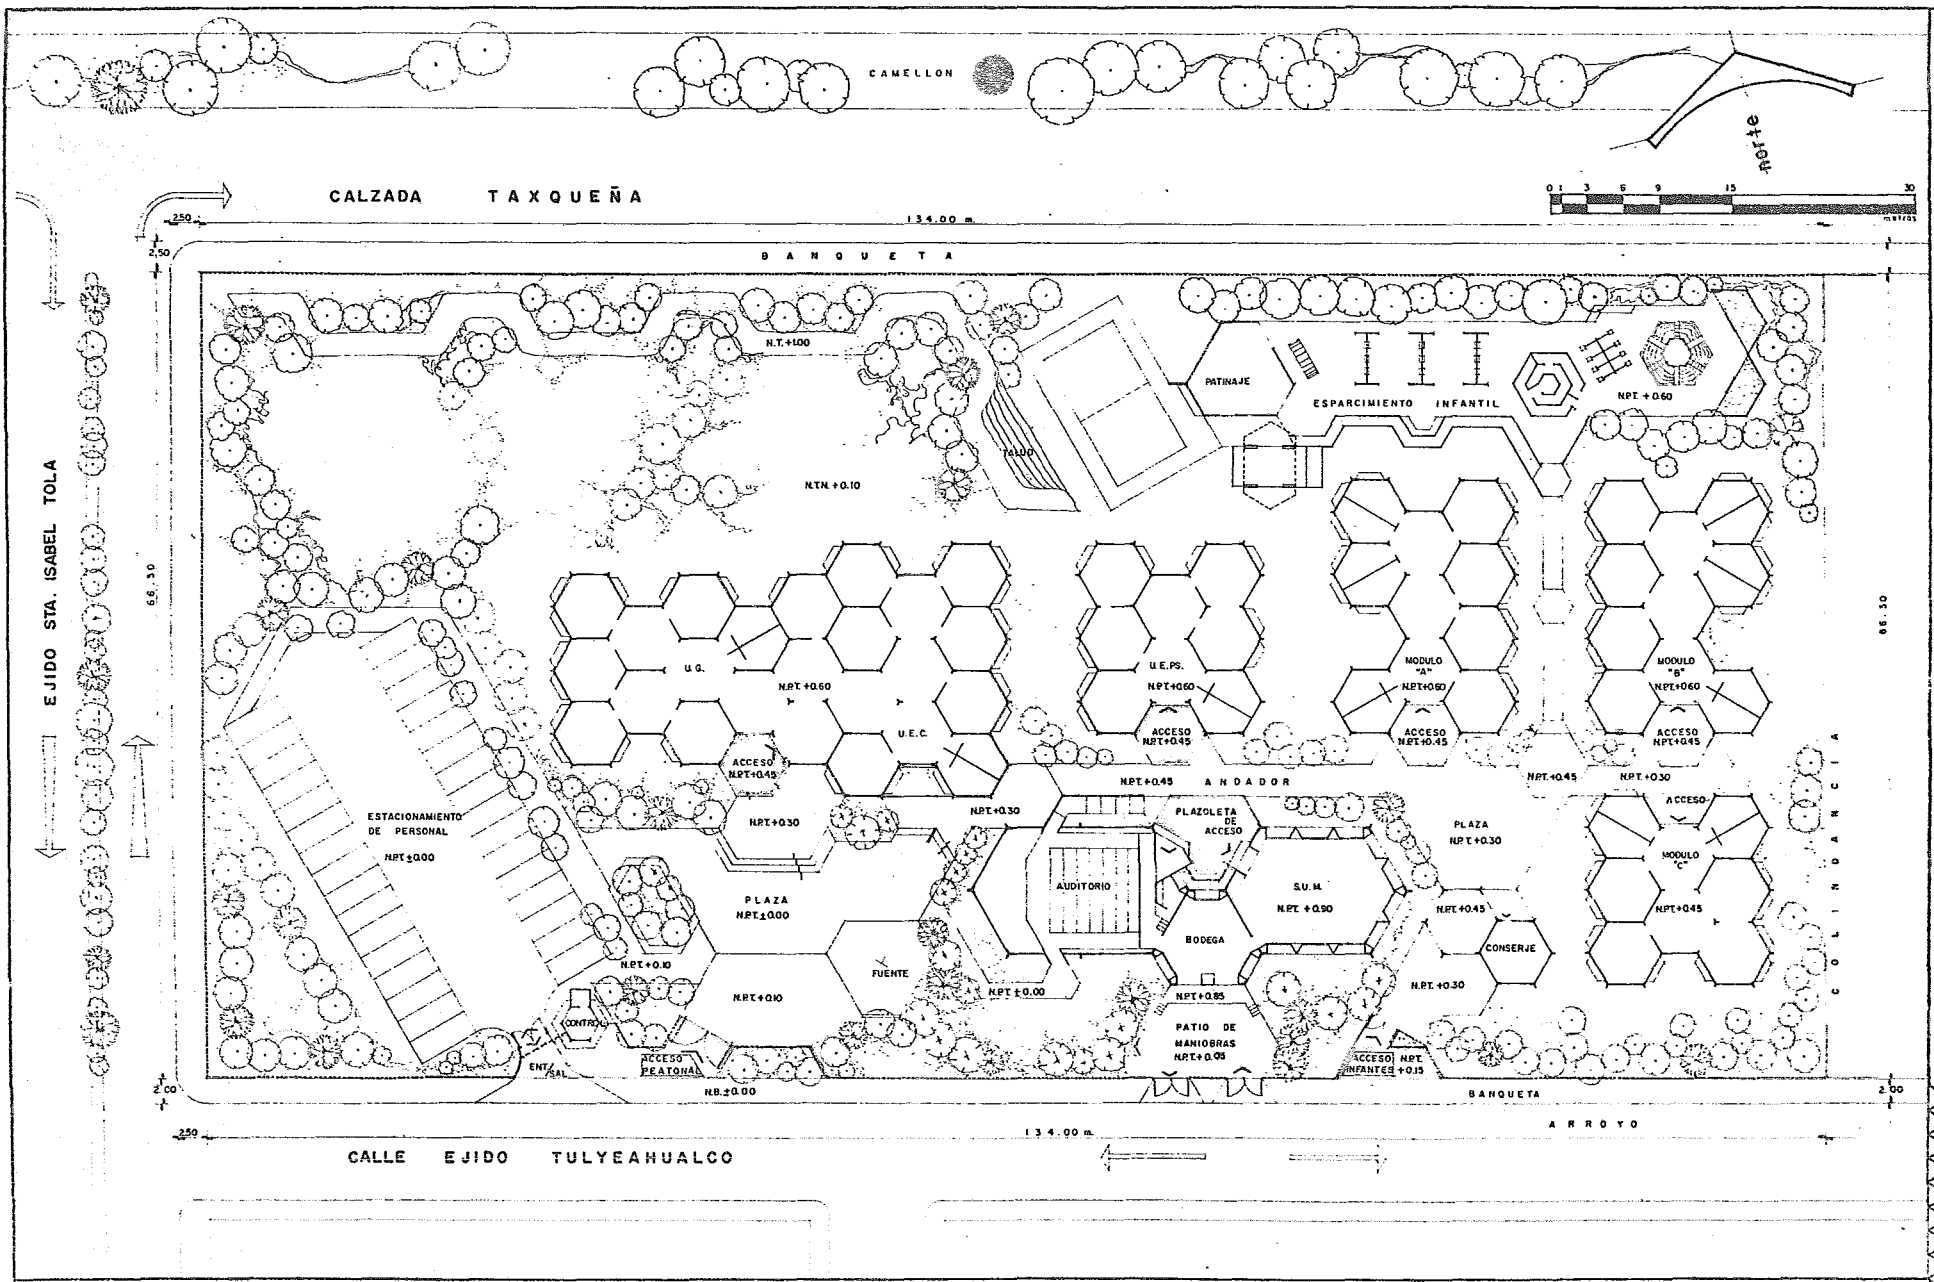 CAMELLON
norte
CALZADA TAXQUEÑA
0 1 3 6 9 15 30
metros
2.50
134.00 m.
2.50
BANQUETA
N.T.+1.00
PATINAJE
ESPARCIMIENTO INFANTIL
N.P.T. +0.60
TALUD
N.T.N. +0.10
EJIDO STA. ISABEL TOLA
66.30
66.30
U.G.
N.P.T. +0.60
U.E.C.
U.E.PS.
N.P.T.+0.60
MODULO
"A"
N.P.T.+0.60
MODULO
"B"
N.P.T.+0.60
ACCESO
N.P.T.+0.45
ACCESO
N.P.T.+0.45
ACCESO
N.P.T.+0.45
ACCESO
N.P.T.+0.45
N.P.T.+0.45
ANDADOR
N.P.T.+0.45
N.P.T.+0.30
COLINDANCIA
ESTACIONAMIENTO
DE PERSONAL
N.P.T.±0.00
N.P.T.+0.30
N.P.T.+0.30
PLAZOLETA
DE
ACCESO
PLAZA
N.P.T.+0.30
ACCESO
MODULO
"C"
N.P.T.+0.45
PLAZA
N.P.T.±0.00
AUDITORIO
S.U.M.
N.P.T. +0.90
N.P.T.+0.45
BODEGA
CONSERJE
N.P.T.+0.10
FUENTE
N.P.T.+0.10
N.P.T.±0.00
N.P.T.+0.85
N.P.T.+0.30
CONTROL
PATIO DE
MANIOBRAS
N.P.T.+0.05
ENT/SAL
ACCESO
PEATONAL
ACCESO N.P.T.
INFANTES +0.15
2.00
N.B.±0.00
BANQUETA
2.00
ARROYO
2.50
134.00 m.
CALLE EJIDO TULYEAHUALCO